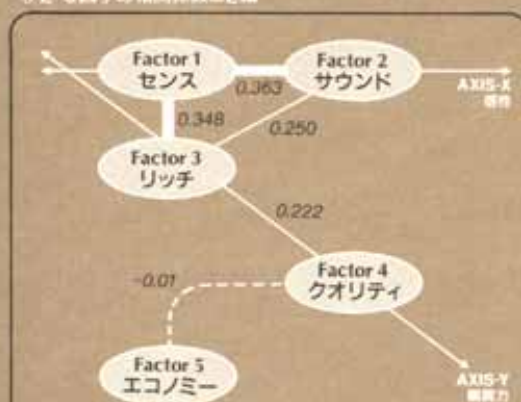 Factor 1
センス
Factor 2
サウンド
0.363
AXIS-X
感性
0.348
0.250
Factor 3
リッチ
0.222
Factor 4
クオリティ
-0.01
Factor 5
エコノミー
AXIS-Y